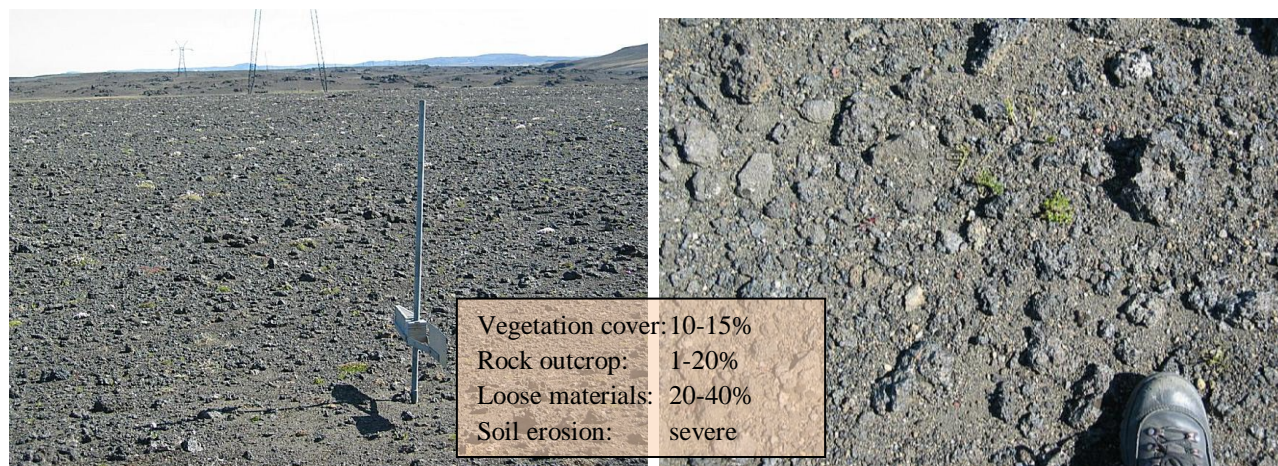 Vegetation cover: 10-15%
Rock outcrop: 1-20%
Loose materials: 20-40%
Soil erosion: severe